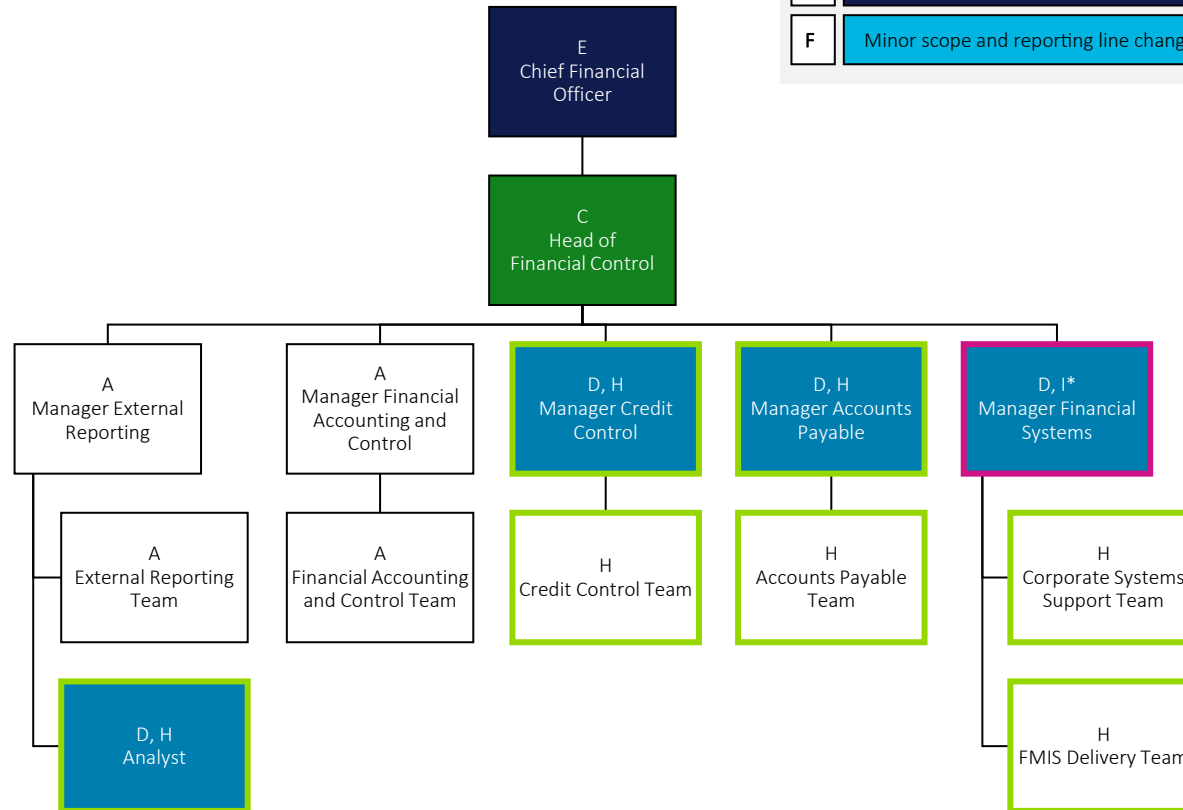 F
Minor scope and reporting line chang
E
Chief Financial
Officer
C
Head of
Financial Control
A
Manager External
Reporting
A
Manager Financial
Accounting and
Control
D, H
Manager Credit
Control
D, H
Manager Accounts
Payable
D, I*
Manager Financial
Systems
A
External Reporting
Team
A
Financial Accounting
and Control Team
H
Credit Control Team
H
Accounts Payable
Team
H
Corporate Systems
Support Team
D, H
Analyst
H
FMIS Delivery Team